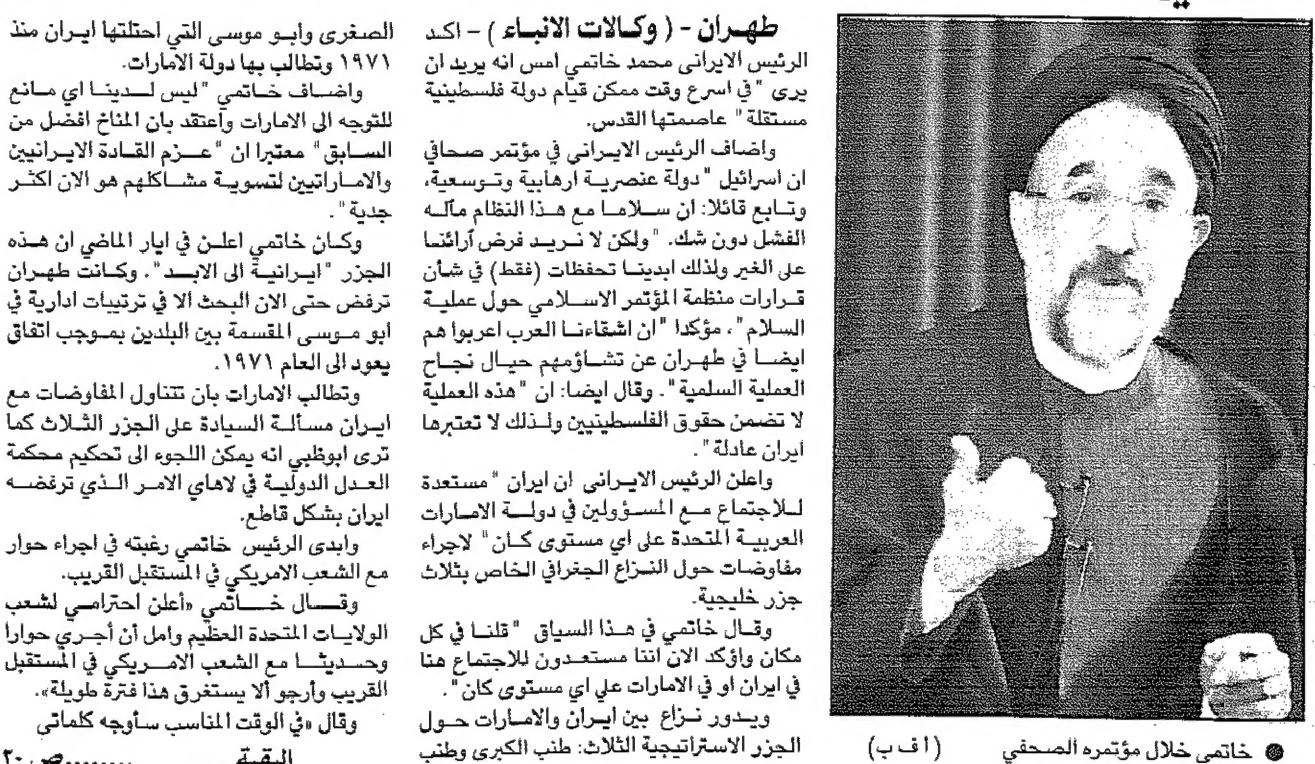 طهران - ( وكالات الانباء ) - اكد
الرئيس الايرانى محمد خاتمي امس انه يريد ان
يرى "في اسرع وقت ممكن قيام دولة فلسطينية
مستقلة" عاصمتها القدس.
واضاف الرئيس الايرانى في مؤتمر صحافي
ان اسرائيل "دولة عنصرية ارهابية وتوسعية،
وتابع قائلا: ان سلاما مع هذا النظام مآله
الفشل دون شك. "ولكن لا نريد فرض آرائنا
على الغير ولذلك ابدينا تحفظات (فقط) في شأن
قرارات منظمة المؤتمر الاسلامي حول عملية
السلام"، مؤكدا "ان اشقاءنا العرب اعربوا هم
ايضا في طهران عن تشاؤمهم حيال نجاح
العملية السلمية". وقال ايضا: ان "هذه العملية
لا تضمن حقوق الفلسطينيين ولذلك لا تعتبرها
ايران عادلة".
واعلن الرئيس الايرانى ان ايران "مستعدة
للاجتماع مع المسؤولين في دولة الامارات
العربية المتحدة على اي مستوى كان" لاجراء
مفاوضات حول النزاع الجغرافي الخاص بثلاث
جزر خليجية.
وقال خاتمي في هذا السياق "قلنا في كل
مكان واؤكد الان اننا مستعدون للاجتماع هنا
في ايران او في الامارات علي اي مستوى كان".
ويدور نزاع بين ايران والامارات حول
الجزر الاستراتيجية الثلاث: طنب الكبرى وطنب
الصغرى وابو موسى التي احتلتها ايران منذ
١٩٧١ وتطالب بها دولة الامارات.
واضاف خاتمي "ليس لدينا اي مانع
للتوجه الى الامارات واعتقد بان المناخ افضل من
السابق" معتبرا ان "عزم القادة الايرانيين
والاماراتيين لتسوية مشاكلهم هو الان اكثر
جدية".
وكان خاتمي اعلن في ايار الماضي ان هذه
الجزر "ايرانية الى الابد". وكانت طهران
ترفض حتى الان البحث الا في ترتيبات ادارية في
ابو موسى المقسمة بين البلدين بموجب اتفاق
يعود الى العام ١٩٧١.
وتطالب الامارات بان تتناول المفاوضات مع
ايران مسألة السيادة على الجزر الثلاث كما
ترى ابوظبي انه يمكن اللجوء الى تحكيم محكمة
العدل الدولية في لاهاي الامر الذي ترفضه
ايران بشكل قاطع.
وابدى الرئيس خاتمي رغبته في اجراء حوار
مع الشعب الامريكي في المستقبل القريب.
وقال خاتمي «أعلن احترامي لشعب
الولايات المتحدة العظيم وامل أن أجري حوارا
وحديثا مع الشعب الامريكي في المستقبل
القريب وأرجو ألا يستغرق هذا فترة طويلة».
وقال «في الوقت المناسب سأوجه كلماتى
البقية ........ص ٢٠
خاتمى خلال مؤتمره الصحفي (أ ف ب)